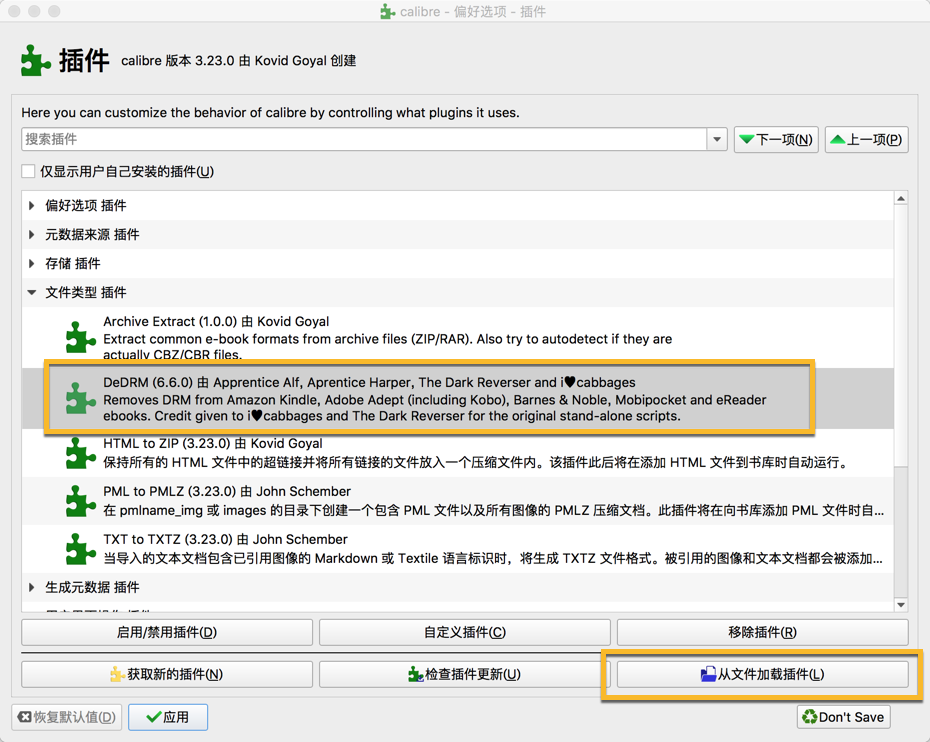 calibre - 偏好选项 - 插件
插件 calibre 版本 3.23.0 由 Kovid Goyal 创建
Here you can customize the behavior of calibre by controlling what plugins it uses.
搜索插件 下一项(N) 上一项(P)
仅显示用户自己安装的插件(U)
偏好选项 插件
元数据来源 插件
存储 插件
文件类型 插件
Archive Extract (1.0.0) 由 Kovid Goyal
Extract common e-book formats from archive files (ZIP/RAR). Also try to autodetect if they are
actually CBZ/CBR files.
DeDRM (6.6.0) 由 Apprentice Alf, Aprentice Harper, The Dark Reverser and i♥cabbages
Removes DRM from Amazon Kindle, Adobe Adept (including Kobo), Barnes & Noble, Mobipocket and eReader
ebooks. Credit given to i♥cabbages and The Dark Reverser for the original stand-alone scripts.
HTML to ZIP (3.23.0) 由 Kovid Goyal
保持所有的 HTML 文件中的超链接并将所有链接的文件放入一个压缩文件内。该插件此后将在添加 HTML 文件到书库时自动运行。
PML to PMLZ (3.23.0) 由 John Schember
在 pmlname_img 或 images 的目录下创建一个包含 PML 文件以及所有图像的 PMLZ 压缩文档。此插件将在向书库添加 PML 文件时自...
TXT to TXTZ (3.23.0) 由 John Schember
当导入的文本文档包含已引用图像的 Markdown 或 Textile 语言标识时，将生成 TXTZ 文件格式。被引用的图像和文本文档都会被添加...
生成元数据 插件
启用/禁用插件(D) 自定义插件(C) 移除插件(R)
获取新的插件(N) 检查插件更新(U) 从文件加载插件(L)
恢复默认值(D) 应用 Don't Save